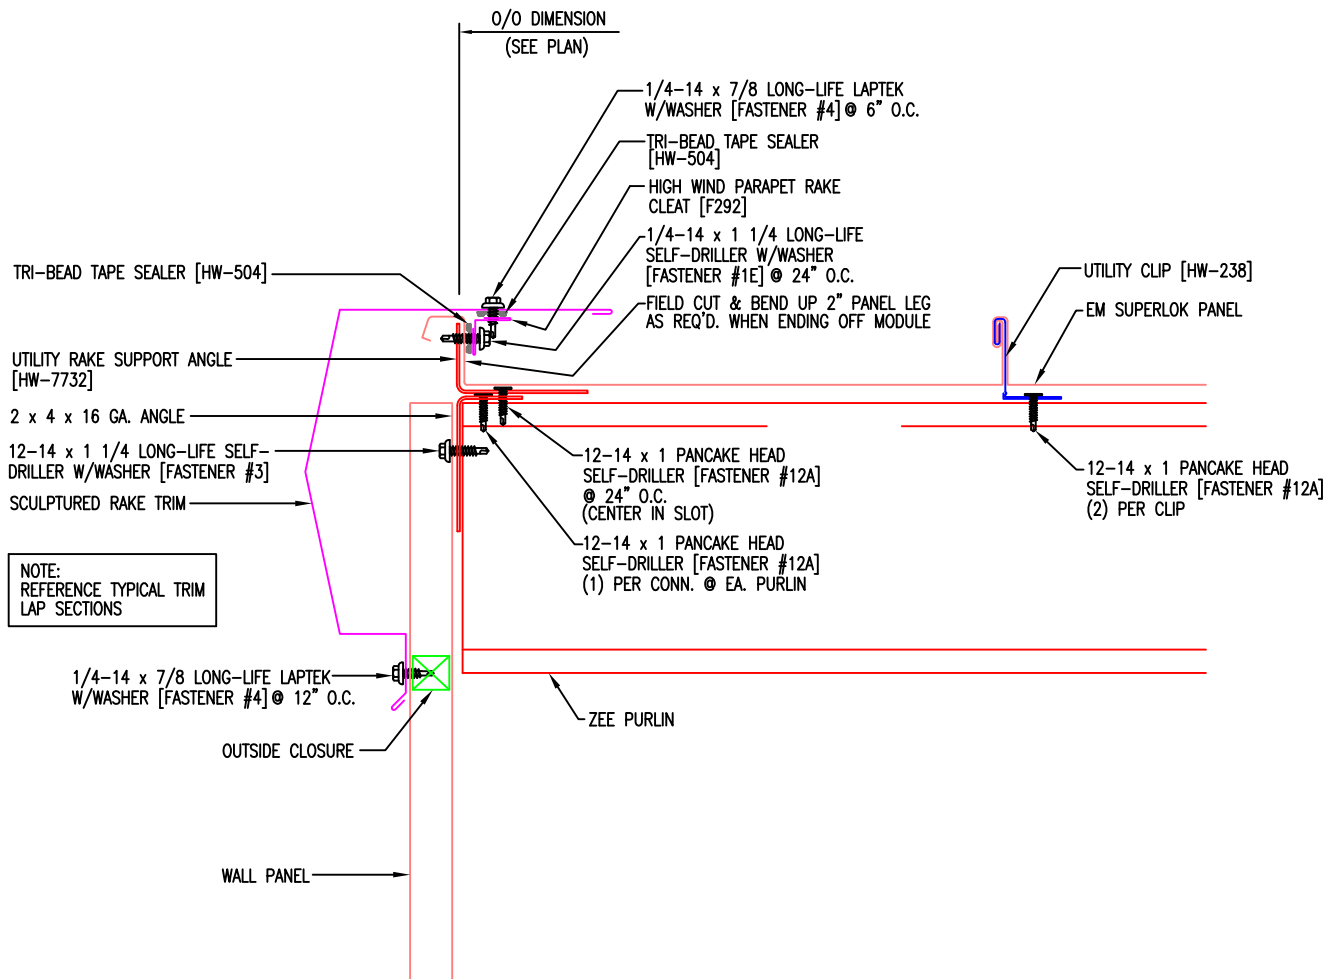 O/O DIMENSION
(SEE PLAN)
1/4-14 x 7/8 LONG-LIFE LAPTEK
W/WASHER [FASTENER #4] @ 6" O.C.
TRI-BEAD TAPE SEALER
[HW-504]
HIGH WIND PARAPET RAKE
CLEAT [F292]
1/4-14 x 1 1/4 LONG-LIFE
SELF-DRILLER W/WASHER
[FASTENER #1E] @ 24" O.C.
FIELD CUT & BEND UP 2" PANEL LEG
AS REQ'D. WHEN ENDING OFF MODULE
UTILITY CLIP [HW-238]
EM SUPERLOK PANEL
TRI-BEAD TAPE SEALER [HW-504]
UTILITY RAKE SUPPORT ANGLE
[HW-7732]
2 x 4 x 16 GA. ANGLE
12-14 x 1 1/4 LONG-LIFE SELF-
DRILLER W/WASHER [FASTENER #3]
SCULPTURED RAKE TRIM
12-14 x 1 PANCAKE HEAD
SELF-DRILLER [FASTENER #12A]
@ 24" O.C.
(CENTER IN SLOT)
12-14 x 1 PANCAKE HEAD
SELF-DRILLER [FASTENER #12A]
(1) PER CONN. @ EA. PURLIN
12-14 x 1 PANCAKE HEAD
SELF-DRILLER [FASTENER #12A]
(2) PER CLIP
NOTE:
REFERENCE TYPICAL TRIM
LAP SECTIONS
1/4-14 x 7/8 LONG-LIFE LAPTEK
W/WASHER [FASTENER #4] @ 12" O.C.
OUTSIDE CLOSURE
ZEE PURLIN
WALL PANEL